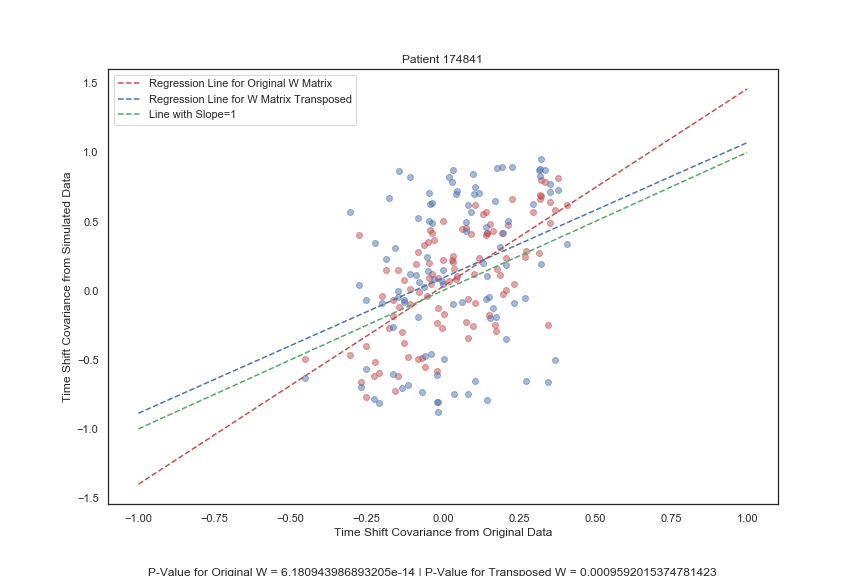 Patient 174841
Regression Line for Original W Matrix
Regression Line for W Matrix Transposed
Line with Slope=1
1.5
1.0
0.5
0.0
−0.5
−1.0
−1.5
Time Shift Covariance from Simulated Data
−1.00 −0.75 −0.50 −0.25 0.00 0.25 0.50 0.75 1.00
Time Shift Covariance from Original Data
P-Value for Original W = 6.180943986893205e-14 | P-Value for Transposed W = 0.0009592015374781423